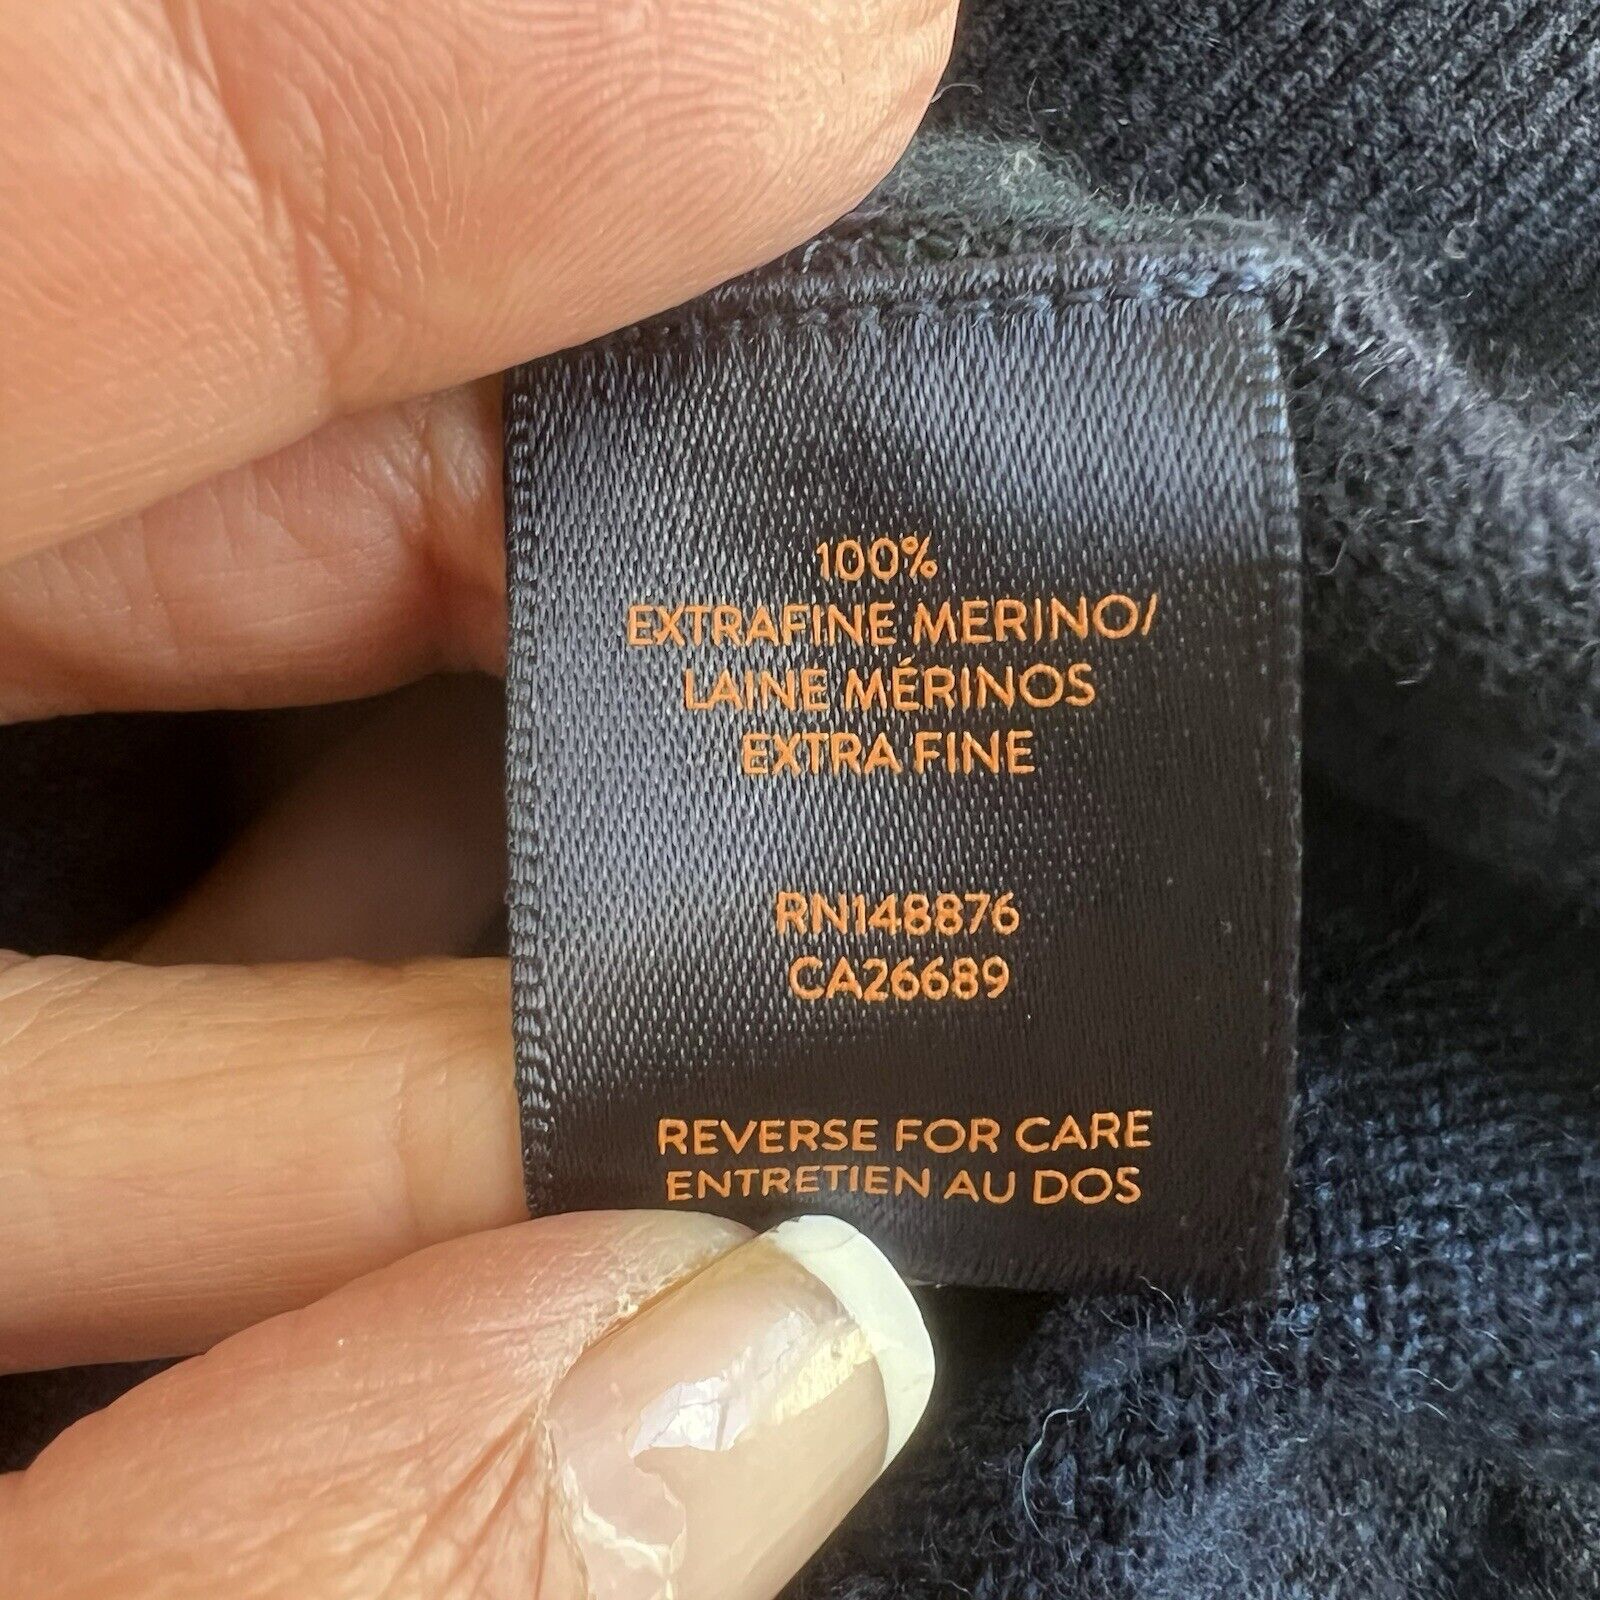 100%
EXTRAFINE MERINO/
LAINE MÉRINOS
EXTRA FINE
RN148876
CA26689
REVERSE FOR CARE
ENTRETIEN AU DOS